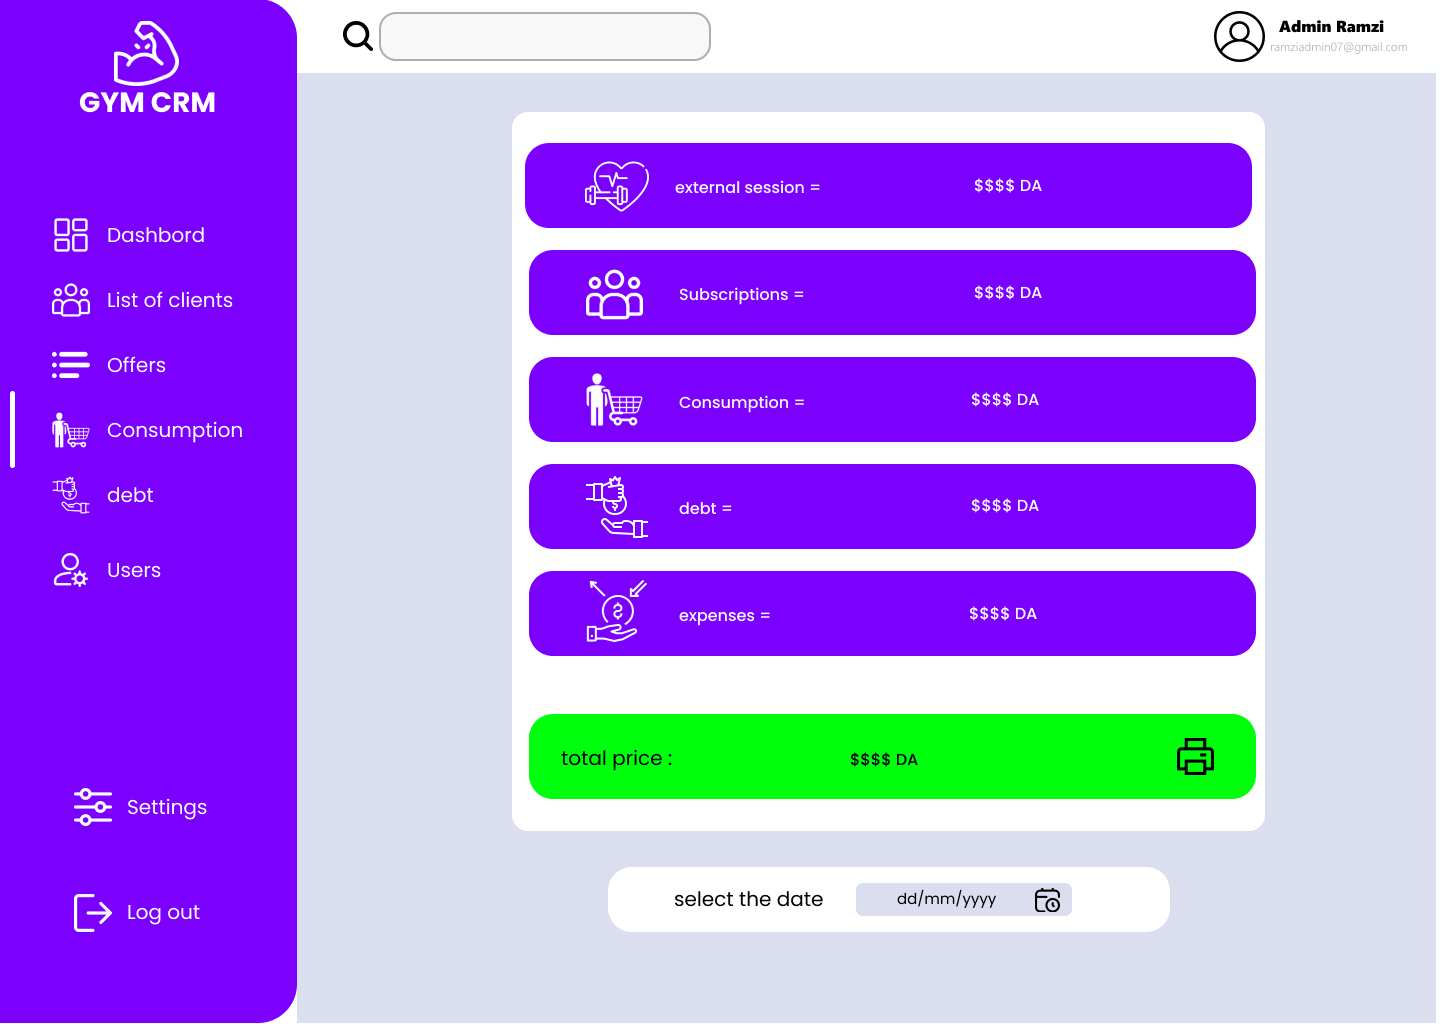 GYM CRM
Dashbord
List of clients
Offers
Consumption
debt
Users
Settings
Log out
Admin Ramzi
ramziadmin07@gmail.com
external session = $$$$ DA
Subscriptions = $$$$ DA
Consumption = $$$$ DA
debt = $$$$ DA
expenses = $$$$ DA
total price : $$$$ DA
select the date dd/mm/yyyy